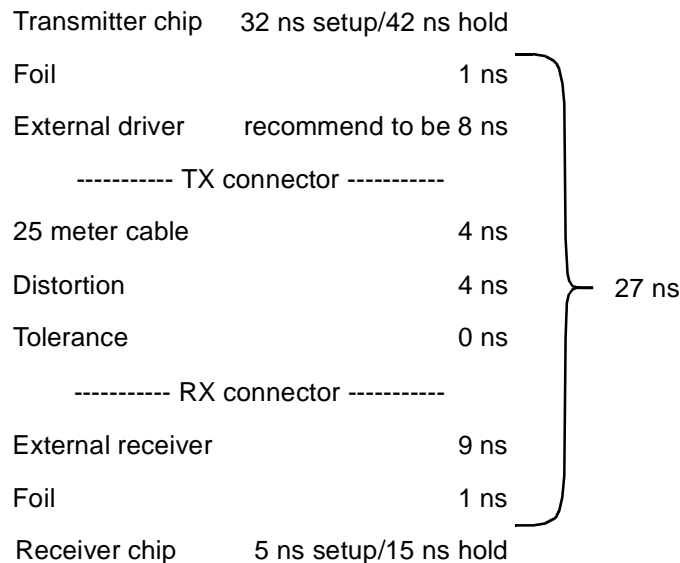 Transmitter chip 32 ns setup/42 ns hold
Foil 1 ns
External driver recommend to be 8 ns
----------- TX connector -----------
25 meter cable 4 ns
Distortion 4 ns
27 ns
Tolerance 0 ns
----------- RX connector -----------
External receiver 9 ns
Foil 1 ns
Receiver chip 5 ns setup/15 ns hold